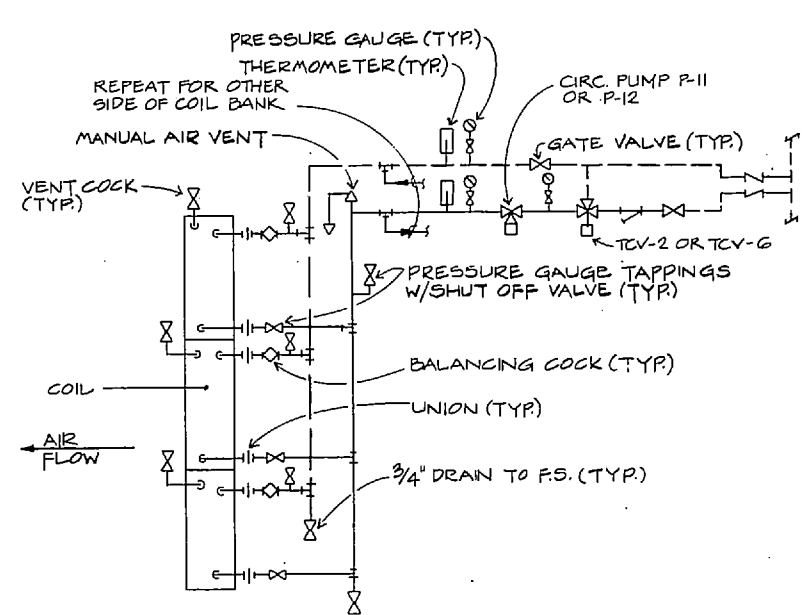 PRESSURE GAUGE (TYP.)
THERMOMETER (TYP.)
REPEAT FOR OTHER
SIDE OF COIL BANK
CIRC. PUMP P-11
OR P-12
MANUAL AIR VENT
GATE VALVE (TYP.)
VENT COCK
(TYP.)
TCV-2 OR TCV-6
PRESSURE GAUGE TAPPINGS
W/SHUT OFF VALVE (TYP.)
BALANCING COCK (TYP.)
COIL
UNION (TYP.)
AIR
FLOW
3/4" DRAIN TO F.S. (TYP.)